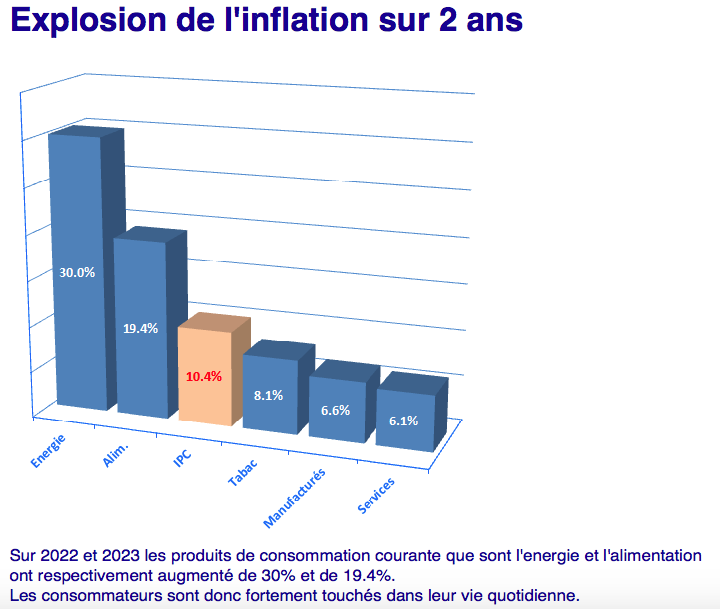 Explosion de l'inflation sur 2 ans
30.0%
19.4%
10.4%
8.1%
6.6%
6.1%
Energie
Alim.
IPC
Tabac
Manufacturés
Services
Sur 2022 et 2023 les produits de consommation courante que sont l'energie et l'alimentation
ont respectivement augmenté de 30% et de 19.4%.
Les consommateurs sont donc fortement touchés dans leur vie quotidienne.